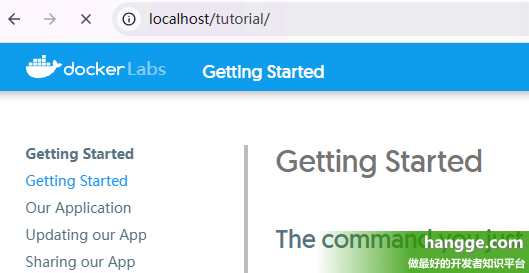 localhost/tutorial/
docker Labs
Getting Started
Getting Started
Getting Started
Our Application
Updating our App
Sharing our App
Getting Started
The command you just
hangge.com
做最好的开发者知识平台